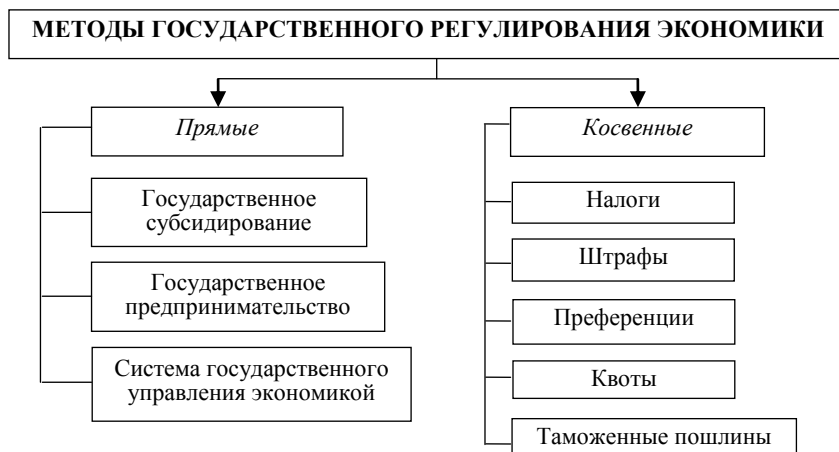 МЕТОДЫ ГОСУДАРСТВЕННОГО РЕГУЛИРОВАНИЯ ЭКОНОМИКИ
Прямые
Государственное
субсидирование
Государственное
предпринимательство
Система государственного
управления экономикой
Косвенные
Налоги
Штрафы
Преференции
Квоты
Таможенные пошлины